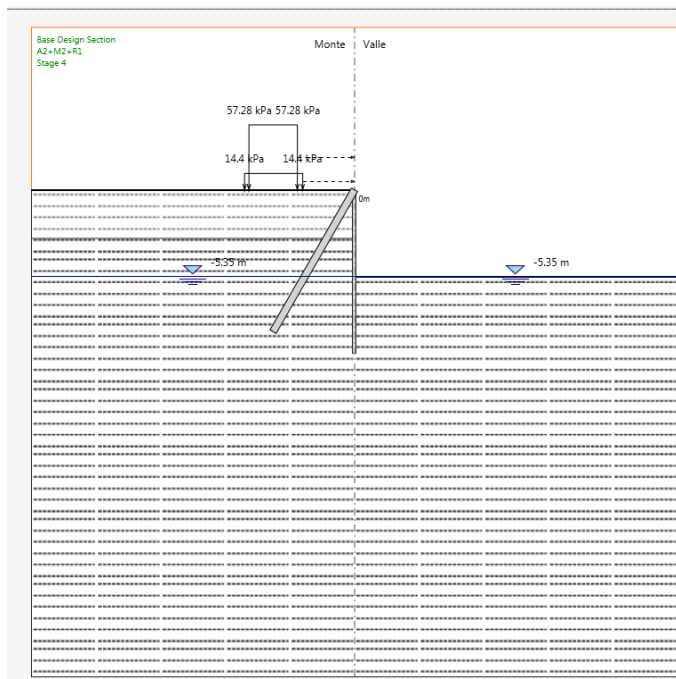 Base Design Section
A2+M2+R1
Stage 4
Monte Valle
57.28 kPa 57.28 kPa
14.4 kPa 14.4 kPa
0m
-5.35 m -5.35 m